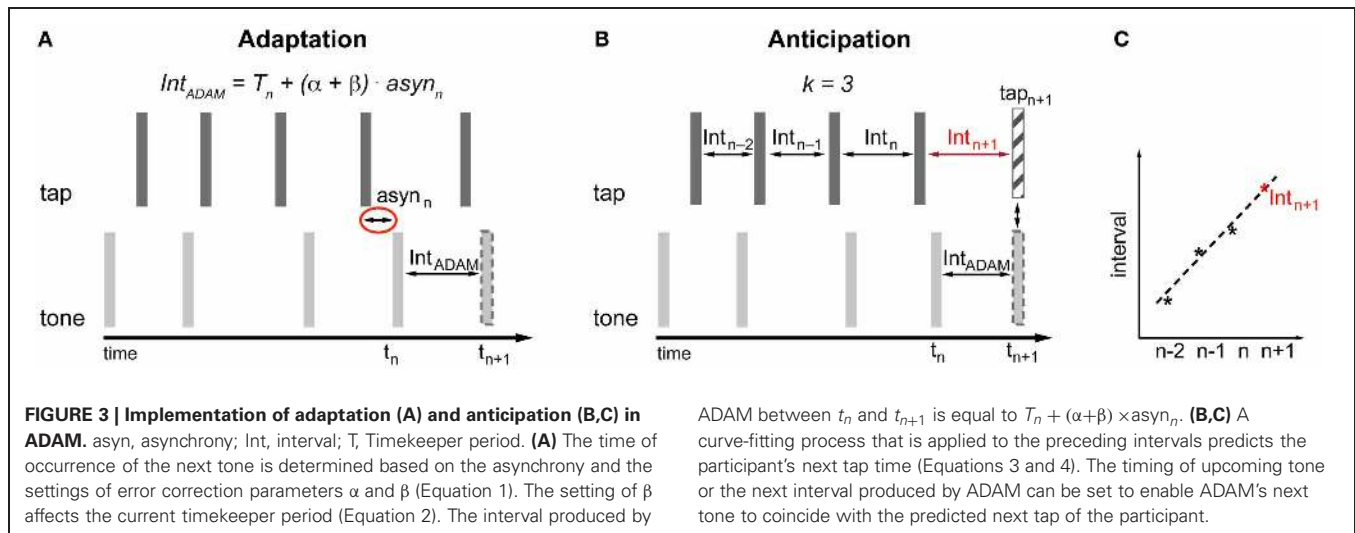 A
Adaptation
Int_ADAM = T_n + (α + β) · asyn_n
tap
asyn_n
Int_ADAM
tone
time
t_n
t_n+1
B
Anticipation
k = 3
tap_n+1
Int_n–2
Int_n–1
Int_n
Int_n+1
tap
Int_ADAM
tone
time
t_n
t_n+1
C
interval
Int_n+1
n-2 n-1 n n+1
FIGURE 3 | Implementation of adaptation (A) and anticipation (B,C) in
ADAM. asyn, asynchrony; Int, interval; T, Timekeeper period. (A) The time of
occurrence of the next tone is determined based on the asynchrony and the
settings of error correction parameters α and β (Equation 1). The setting of β
affects the current timekeeper period (Equation 2). The interval produced by
ADAM between t_n and t_n+1 is equal to T_n + (α+β) ×asyn_n. (B,C) A
curve-fitting process that is applied to the preceding intervals predicts the
participant's next tap time (Equations 3 and 4). The timing of upcoming tone
or the next interval produced by ADAM can be set to enable ADAM's next
tone to coincide with the predicted next tap of the participant.